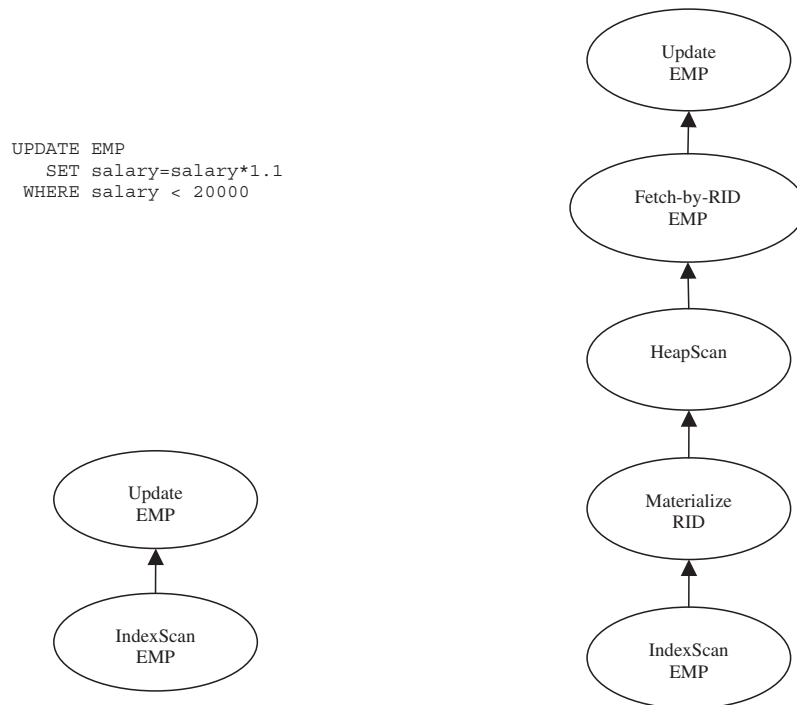 UPDATE EMP
SET salary=salary*1.1
WHERE salary < 20000
Update
EMP
IndexScan
EMP
Update
EMP
Fetch-by-RID
EMP
HeapScan
Materialize
RID
IndexScan
EMP